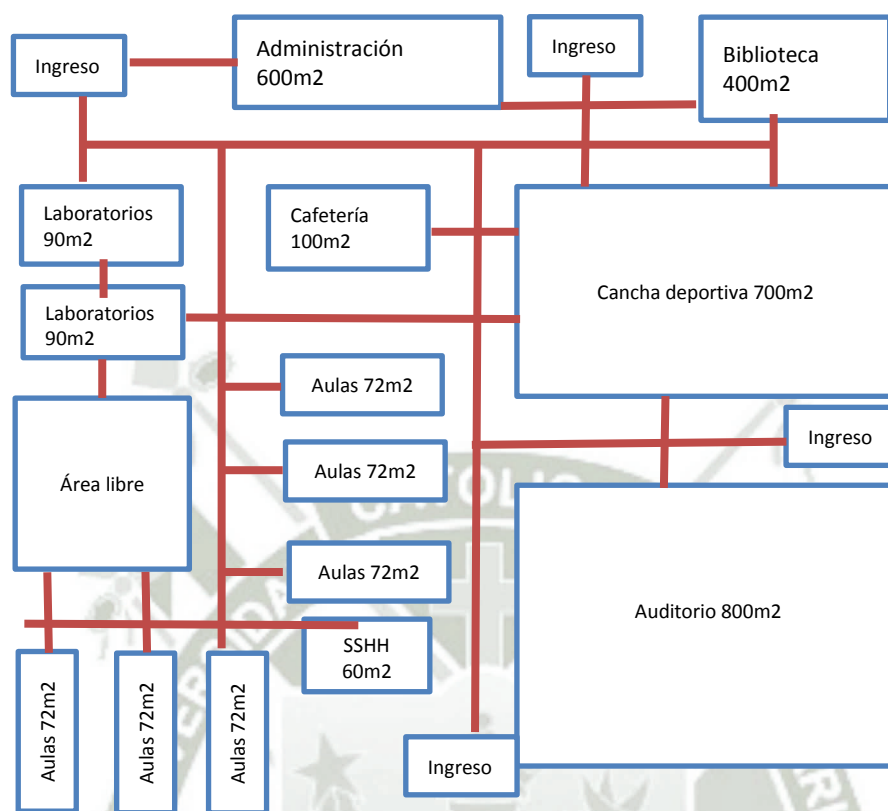 Ingreso
Administración
600m2
Ingreso
Biblioteca
400m2
Laboratorios
90m2
Cafetería
100m2
Cancha deportiva 700m2
Laboratorios
90m2
Aulas 72m2
Ingreso
Área libre
Aulas 72m2
CATOLIC
Aulas 72m2
Auditorio 800m2
SSHH
60m2
Aulas 72m2
Aulas 72m2
Aulas 72m2
Ingreso